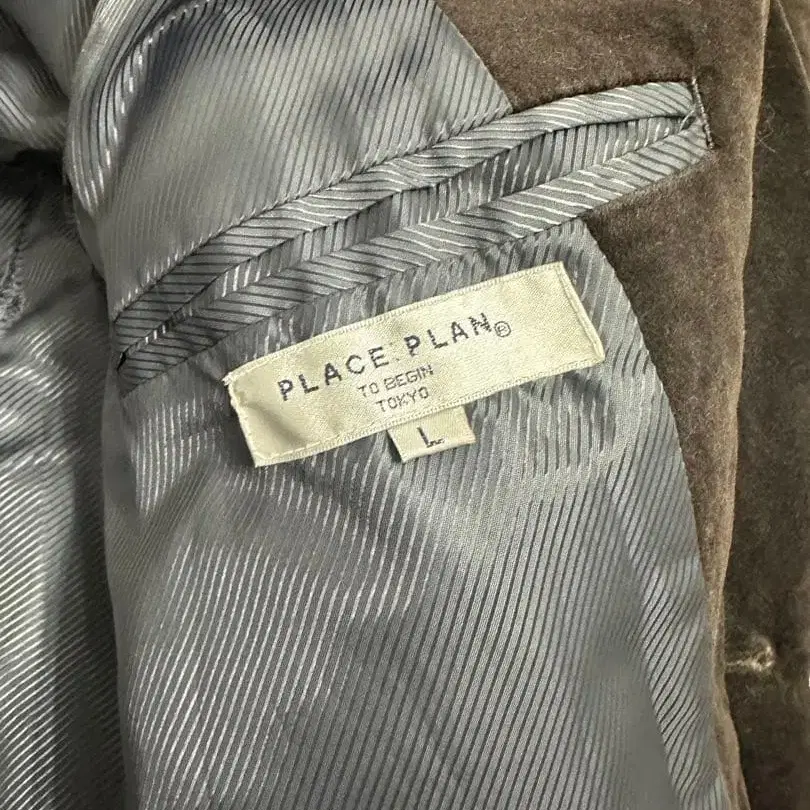 PLACE.PLAN®
TO BEGIN
TOKYO
L